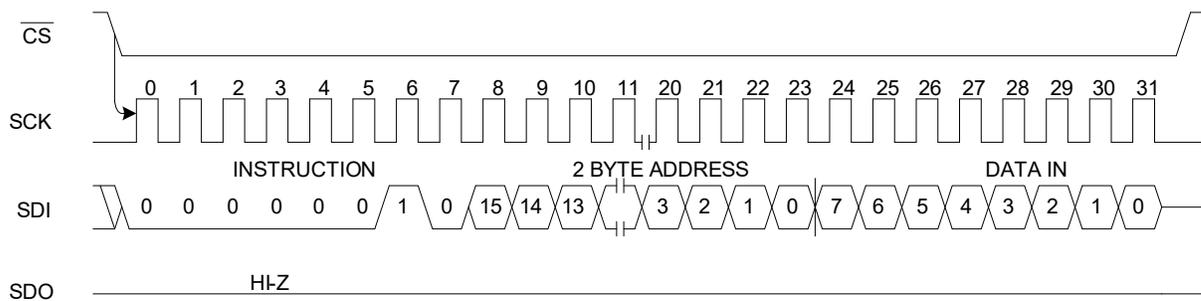 CS
0 1 2 3 4 5 6 7 8 9 10 11 20 21 22 23 24 25 26 27 28 29 30 31
SCK
INSTRUCTION 2 BYTE ADDRESS DATA IN
SDI 0 0 0 0 0 0 1 0 15 14 13 3 2 1 0 7 6 5 4 3 2 1 0
HI-Z
SDO